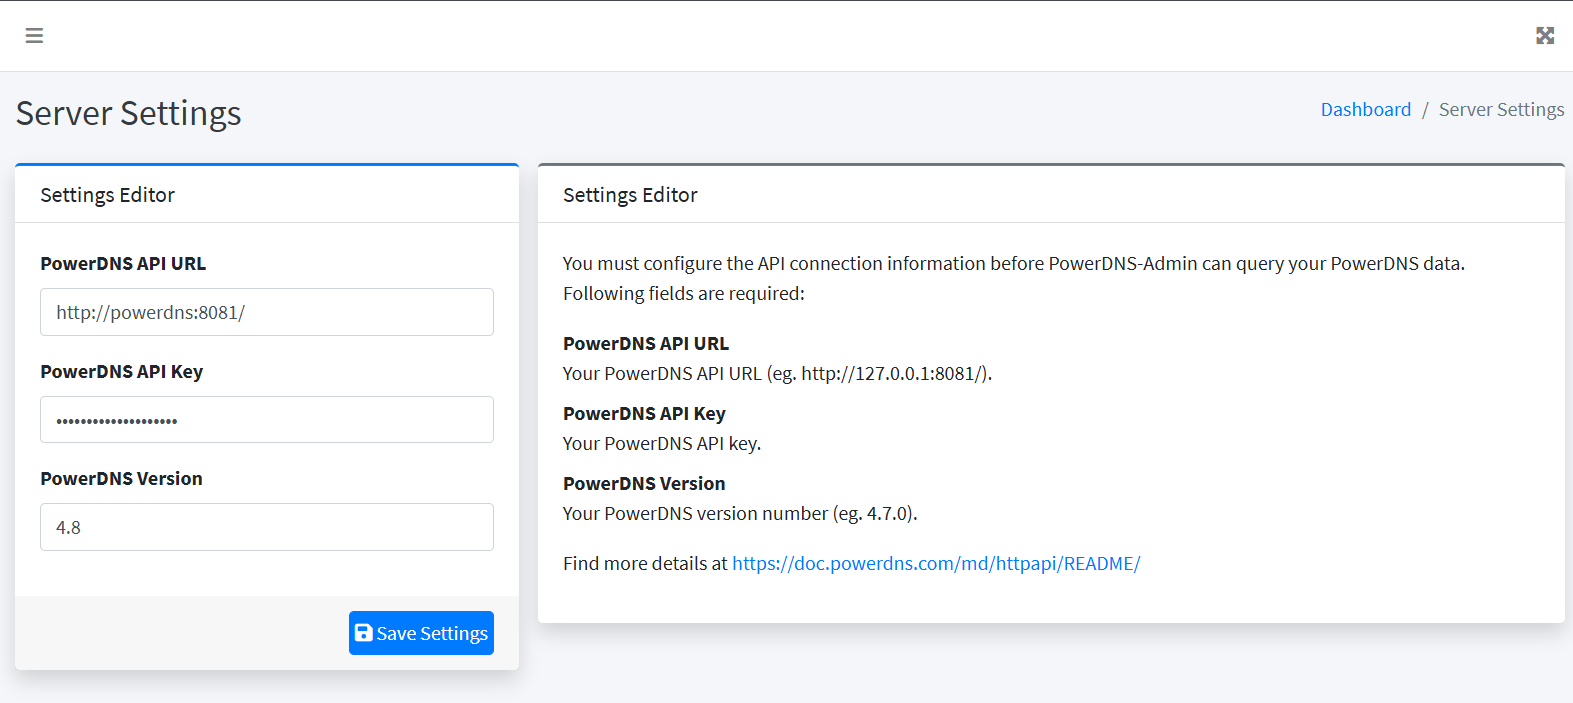 Server Settings
Dashboard / Server Settings
Settings Editor
PowerDNS API URL
http://powerdns:8081/
PowerDNS API Key
••••••••••••••••••••
PowerDNS Version
4.8
Save Settings
Settings Editor
You must configure the API connection information before PowerDNS-Admin can query your PowerDNS data.
Following fields are required:
PowerDNS API URL
Your PowerDNS API URL (eg. http://127.0.0.1:8081/).
PowerDNS API Key
Your PowerDNS API key.
PowerDNS Version
Your PowerDNS version number (eg. 4.7.0).
Find more details at https://doc.powerdns.com/md/httpapi/README/